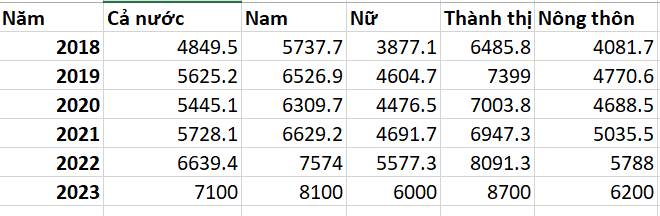 Năm Cả nước Nam Nữ Thành thị Nông thôn
2018 4849.5 5737.7 3877.1 6485.8 4081.7
2019 5625.2 6526.9 4604.7 7399 4770.6
2020 5445.1 6309.7 4476.5 7003.8 4688.5
2021 5728.1 6629.2 4691.7 6947.3 5035.5
2022 6639.4 7574 5577.3 8091.3 5788
2023 7100 8100 6000 8700 6200